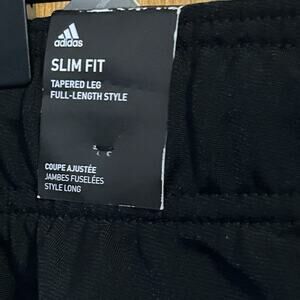 adidas
SLIM FIT
TAPERED LEG
FULL-LENGTH STYLE
COUPE AJUSTÉE
JAMBES FUSELÉES
STYLE LONG